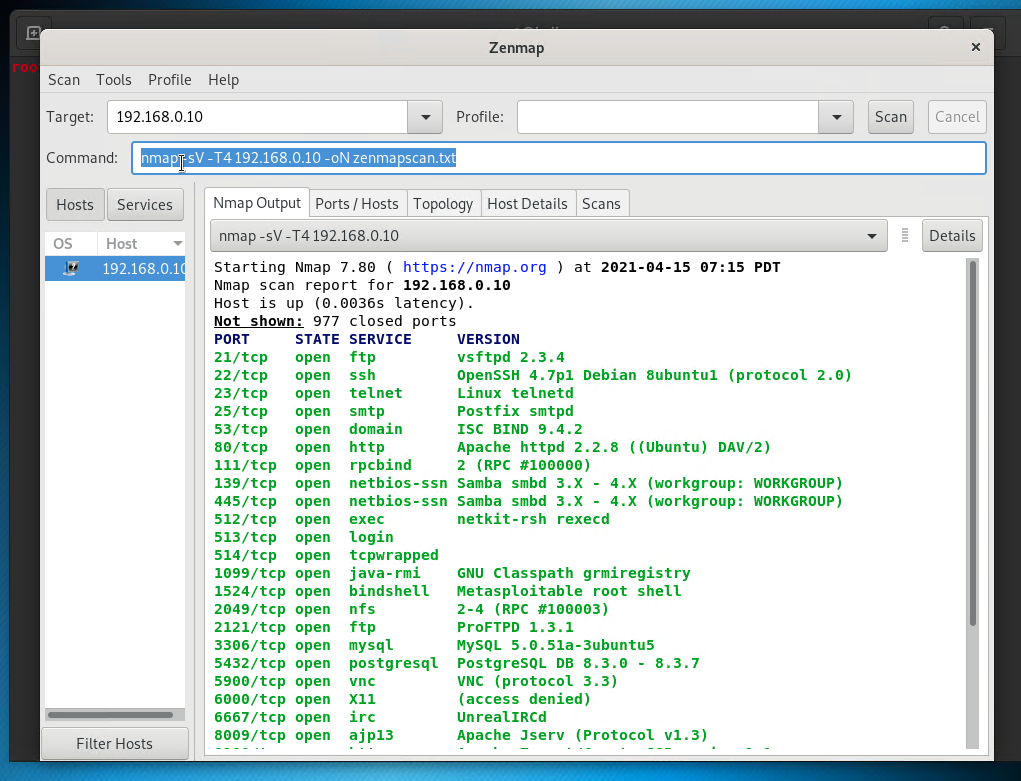 roo
Zenmap
Scan Tools Profile Help
Target: 192.168.0.10 Profile: Scan Cancel
Command: nmap -sV -T4 192.168.0.10 -oN zenmapscan.txt
Hosts Services Nmap Output Ports / Hosts Topology Host Details Scans
OS Host nmap -sV -T4 192.168.0.10 Details
192.168.0.10
Starting Nmap 7.80 ( https://nmap.org ) at 2021-04-15 07:15 PDT
Nmap scan report for 192.168.0.10
Host is up (0.0036s latency).
Not shown: 977 closed ports
PORT STATE SERVICE VERSION
21/tcp open ftp vsftpd 2.3.4
22/tcp open ssh OpenSSH 4.7p1 Debian 8ubuntu1 (protocol 2.0)
23/tcp open telnet Linux telnetd
25/tcp open smtp Postfix smtpd
53/tcp open domain ISC BIND 9.4.2
80/tcp open http Apache httpd 2.2.8 ((Ubuntu) DAV/2)
111/tcp open rpcbind 2 (RPC #100000)
139/tcp open netbios-ssn Samba smbd 3.X - 4.X (workgroup: WORKGROUP)
445/tcp open netbios-ssn Samba smbd 3.X - 4.X (workgroup: WORKGROUP)
512/tcp open exec netkit-rsh rexecd
513/tcp open login
514/tcp open tcpwrapped
1099/tcp open java-rmi GNU Classpath grmiregistry
1524/tcp open bindshell Metasploitable root shell
2049/tcp open nfs 2-4 (RPC #100003)
2121/tcp open ftp ProFTPD 1.3.1
3306/tcp open mysql MySQL 5.0.51a-3ubuntu5
5432/tcp open postgresql PostgreSQL DB 8.3.0 - 8.3.7
5900/tcp open vnc VNC (protocol 3.3)
6000/tcp open X11 (access denied)
6667/tcp open irc UnrealIRCd
8009/tcp open ajp13 Apache Jserv (Protocol v1.3)
Filter Hosts